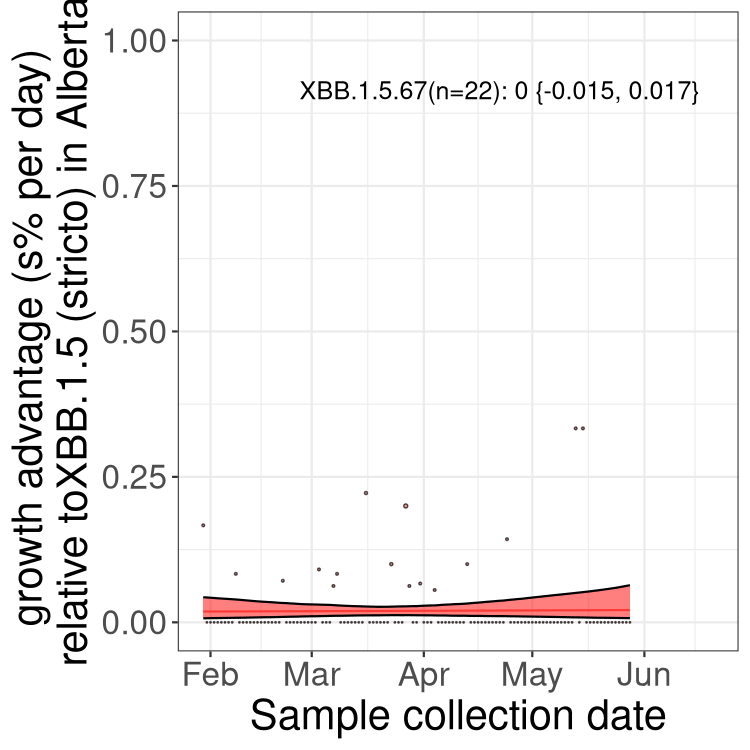 growth advantage (s% per day)
relative toXBB.1.5 (stricto) in Alberta
1.00
0.75
0.50
0.25
0.00
XBB.1.5.67(n=22): 0 {-0.015, 0.017}
Feb Mar Apr May Jun
Sample collection date